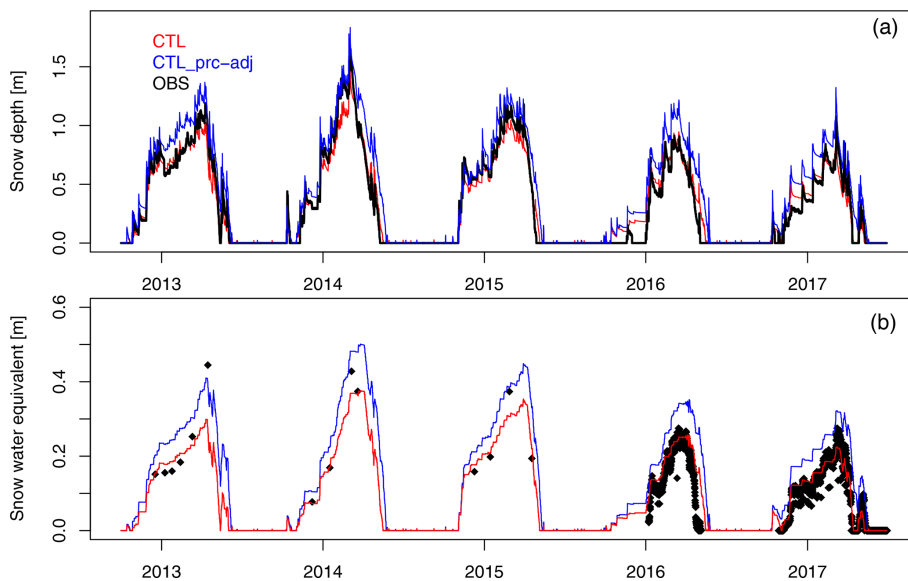 (a)
CTL
CTL_prc-adj
OBS
Snow depth [m]
1.5
1.0
0.5
0.0
2013 2014 2015 2016 2017
(b)
Snow water equivalent [m]
0.6
0.4
0.2
0.0
2013 2014 2015 2016 2017